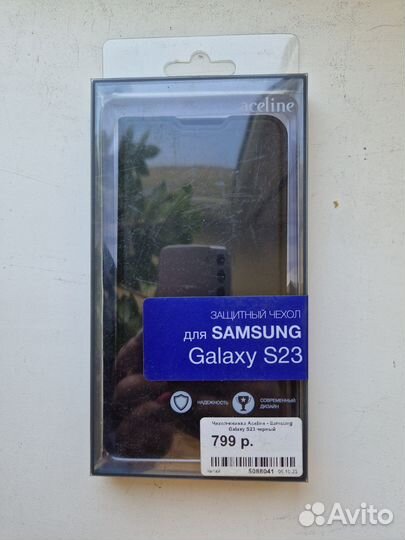 aceline
ЗАЩИТНЫЙ ЧЕХОЛ
для SAMSUNG
Galaxy S23
НАДЕЖНОСТЬ
СОВРЕМЕННЫЙ
ДИЗАЙН
Чехол-книжка Aceline - Samsung
Galaxy S23 черный
799 р.
Китай
5088041
Avito